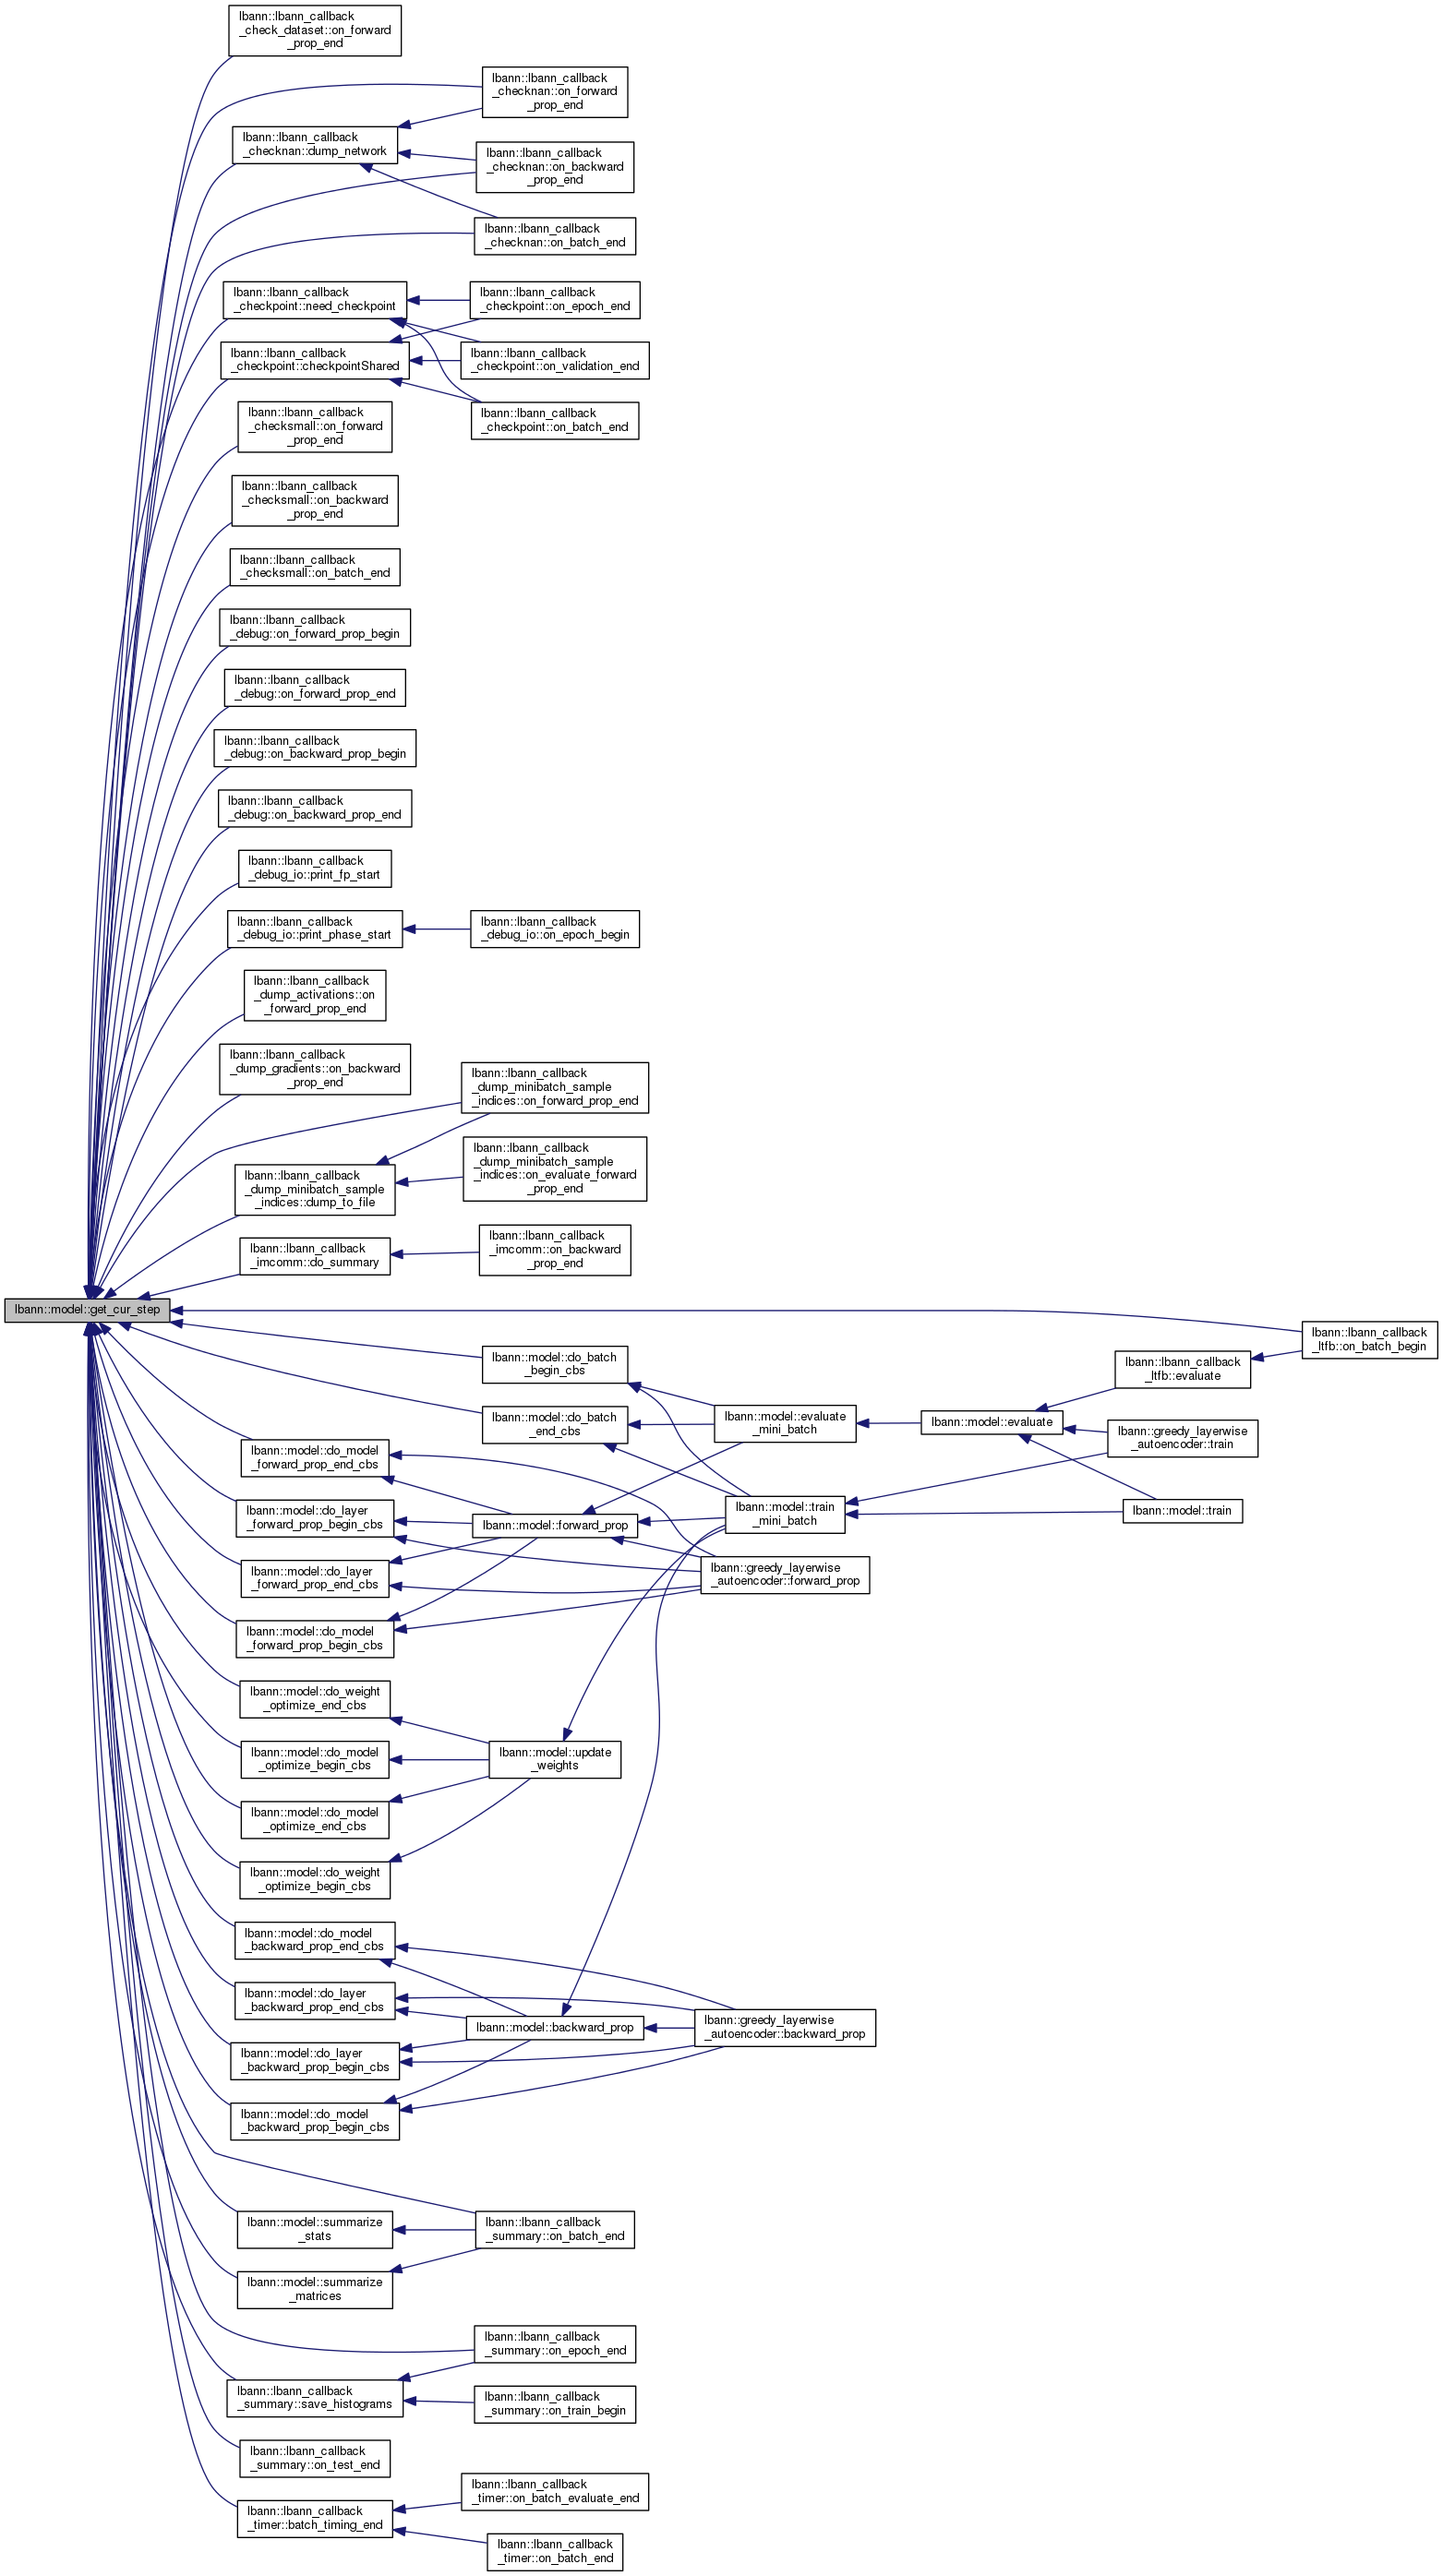 lbann::lbann_callback
_check_dataset::on_forward
_prop_end
lbann::lbann_callback
_checknan::on_forward
_prop_end
lbann::lbann_callback
_checknan::dump_network
lbann::lbann_callback
_checknan::on_backward
_prop_end
lbann::lbann_callback
_checknan::on_batch_end
lbann::lbann_callback
_checkpoint::need_checkpoint
lbann::lbann_callback
_checkpoint::on_epoch_end
lbann::lbann_callback
_checkpoint::checkpointShared
lbann::lbann_callback
_checkpoint::on_validation_end
lbann::lbann_callback
_checkpoint::on_batch_end
lbann::lbann_callback
_checksmall::on_forward
_prop_end
lbann::lbann_callback
_checksmall::on_backward
_prop_end
lbann::lbann_callback
_checksmall::on_batch_end
lbann::lbann_callback
_debug::on_forward_prop_begin
lbann::lbann_callback
_debug::on_forward_prop_end
lbann::lbann_callback
_debug::on_backward_prop_begin
lbann::lbann_callback
_debug::on_backward_prop_end
lbann::lbann_callback
_debug_io::print_fp_start
lbann::lbann_callback
_debug_io::print_phase_start
lbann::lbann_callback
_debug_io::on_epoch_begin
lbann::lbann_callback
_dump_activations::on
_forward_prop_end
lbann::lbann_callback
_dump_gradients::on_backward
_prop_end
lbann::lbann_callback
_dump_minibatch_sample
_indices::on_forward_prop_end
lbann::lbann_callback
_dump_minibatch_sample
_indices::on_evaluate_forward
_prop_end
lbann::lbann_callback
_dump_minibatch_sample
_indices::dump_to_file
lbann::lbann_callback
_imcomm::do_summary
lbann::lbann_callback
_imcomm::on_backward
_prop_end
lbann::model::get_cur_step
lbann::lbann_callback
_ltfb::on_batch_begin
lbann::model::do_batch
_begin_cbs
lbann::lbann_callback
_ltfb::evaluate
lbann::model::do_batch
_end_cbs
lbann::model::evaluate
_mini_batch
lbann::model::evaluate
lbann::greedy_layerwise
_autoencoder::train
lbann::model::do_model
_forward_prop_end_cbs
lbann::model::do_layer
_forward_prop_begin_cbs
lbann::model::forward_prop
lbann::model::train
_mini_batch
lbann::model::train
lbann::model::do_layer
_forward_prop_end_cbs
lbann::greedy_layerwise
_autoencoder::forward_prop
lbann::model::do_model
_forward_prop_begin_cbs
lbann::model::do_weight
_optimize_end_cbs
lbann::model::do_model
_optimize_begin_cbs
lbann::model::update
_weights
lbann::model::do_model
_optimize_end_cbs
lbann::model::do_weight
_optimize_begin_cbs
lbann::model::do_model
_backward_prop_end_cbs
lbann::model::do_layer
_backward_prop_end_cbs
lbann::model::backward_prop
lbann::greedy_layerwise
_autoencoder::backward_prop
lbann::model::do_layer
_backward_prop_begin_cbs
lbann::model::do_model
_backward_prop_begin_cbs
lbann::model::summarize
_stats
lbann::lbann_callback
_summary::on_batch_end
lbann::model::summarize
_matrices
lbann::lbann_callback
_summary::on_epoch_end
lbann::lbann_callback
_summary::save_histograms
lbann::lbann_callback
_summary::on_train_begin
lbann::lbann_callback
_summary::on_test_end
lbann::lbann_callback
_timer::on_batch_evaluate_end
lbann::lbann_callback
_timer::batch_timing_end
lbann::lbann_callback
_timer::on_batch_end